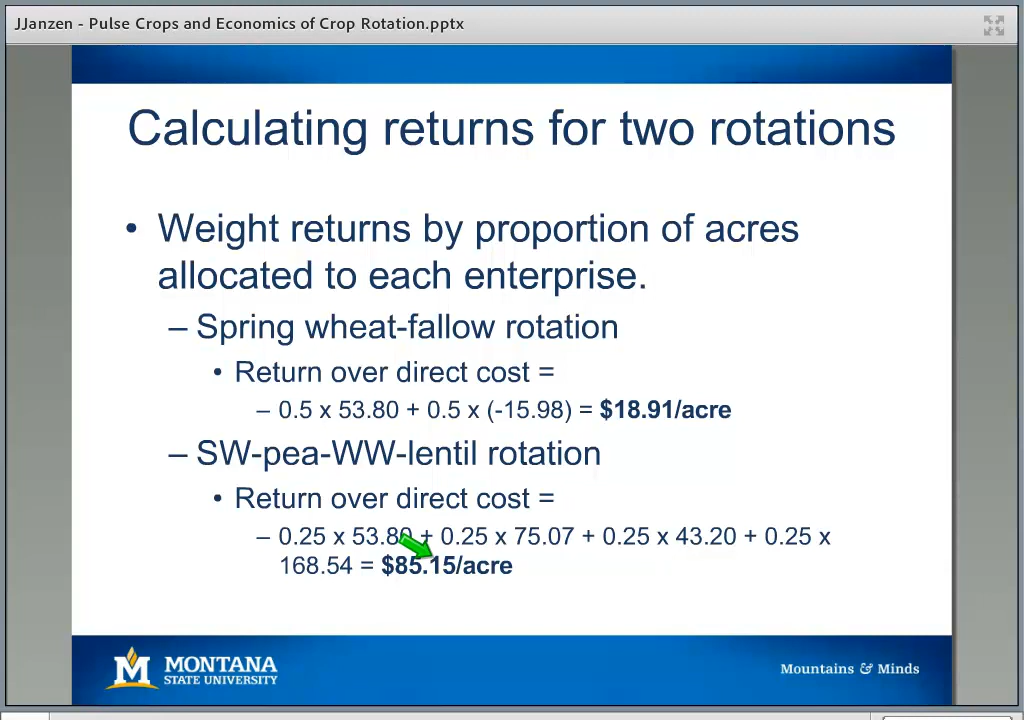 JJanzen - Pulse Crops and Economics of Crop Rotation.pptx
Calculating returns for two rotations
• Weight returns by proportion of acres
allocated to each enterprise.
– Spring wheat-fallow rotation
• Return over direct cost =
– 0.5 x 53.80 + 0.5 x (-15.98) = $18.91/acre
– SW-pea-WW-lentil rotation
• Return over direct cost =
– 0.25 x 53.80 + 0.25 x 75.07 + 0.25 x 43.20 + 0.25 x
168.54 = $85.15/acre
MONTANA
STATE UNIVERSITY
Mountains & Minds